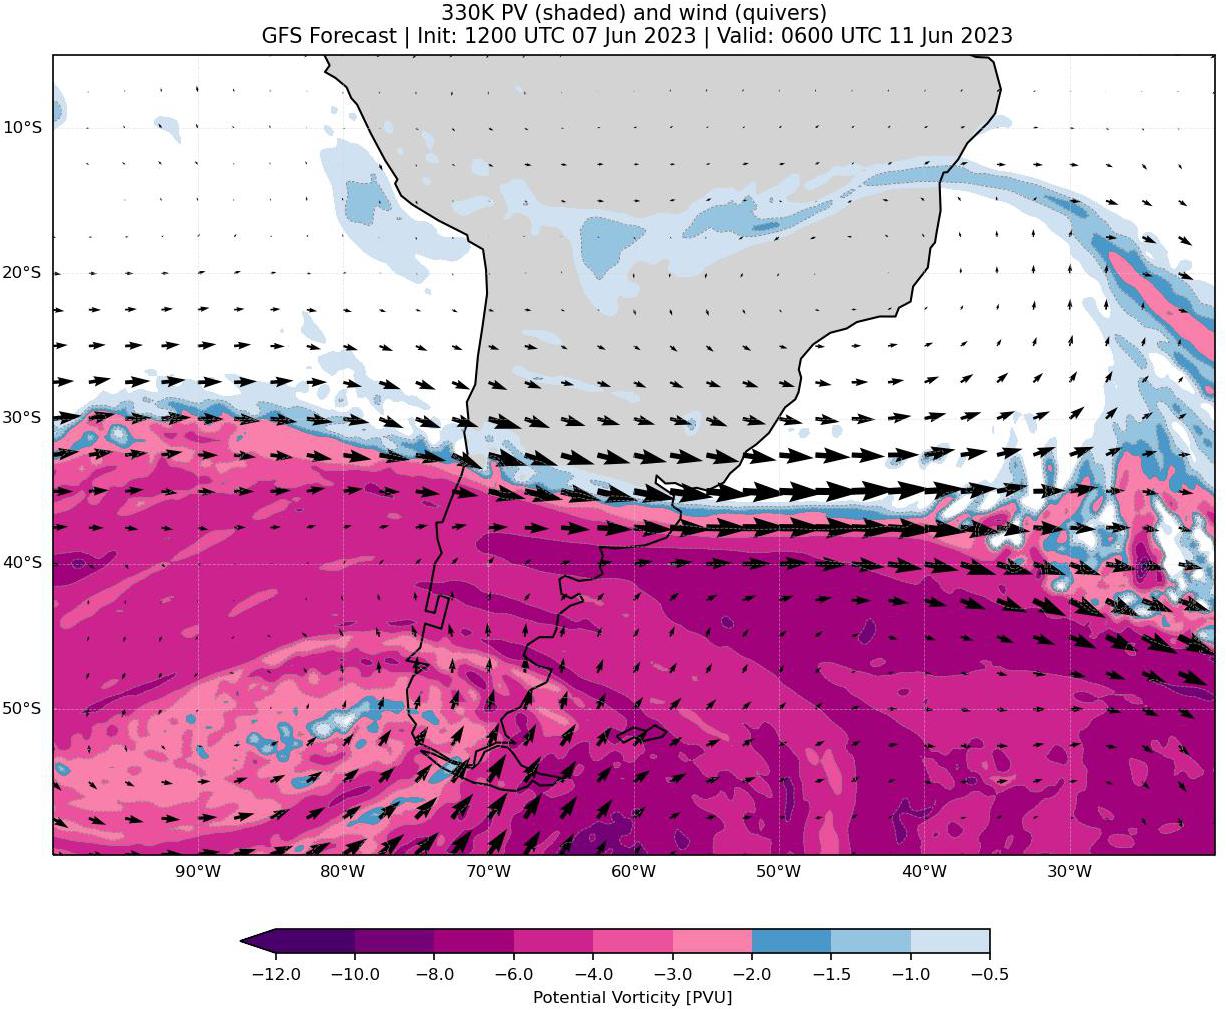 330K PV (shaded) and wind (quivers)
GFS Forecast | Init: 1200 UTC 07 Jun 2023 | Valid: 0600 UTC 11 Jun 2023
10°S
20°S
30°S
40°S
50°S
90°W 80°W 70°W 60°W 50°W 40°W 30°W
−12.0 −10.0 −8.0 −6.0 −4.0 −3.0 −2.0 −1.5 −1.0 −0.5
Potential Vorticity [PVU]